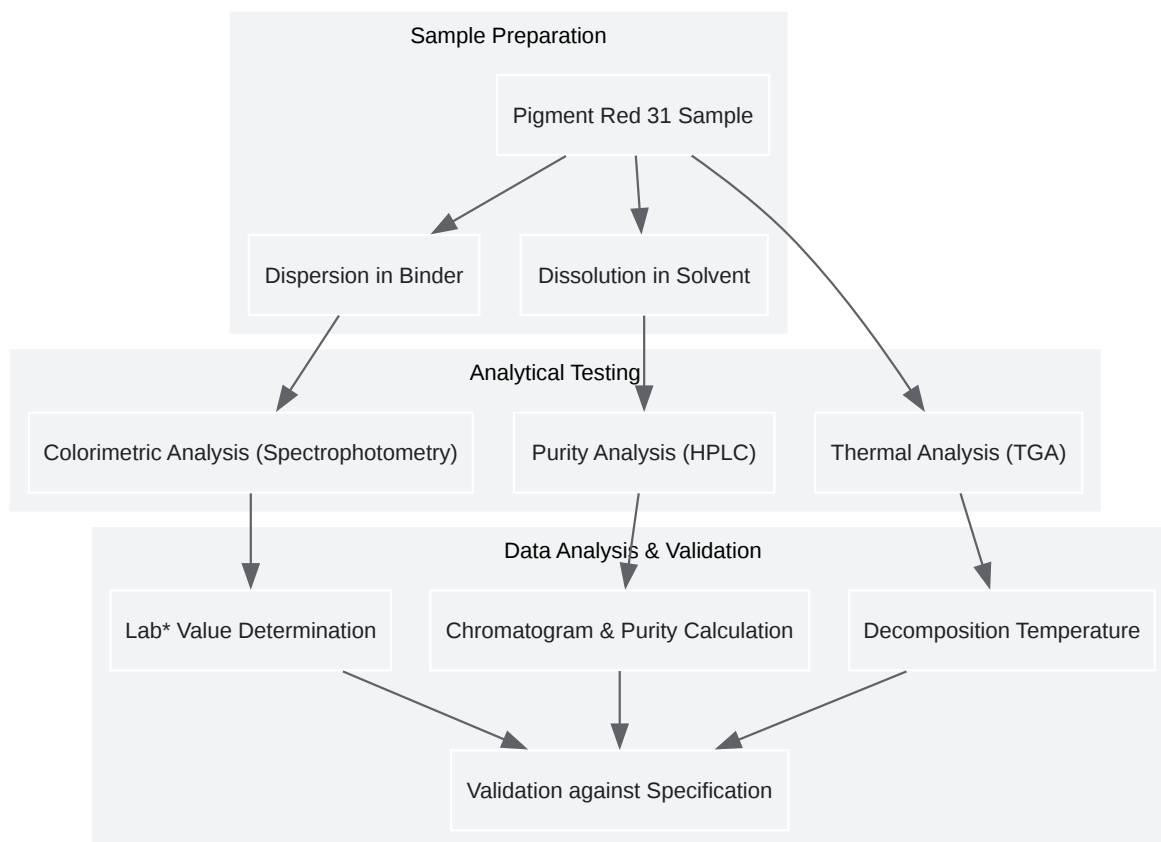 Sample Preparation
Pigment Red 31 Sample
Dispersion in Binder
Dissolution in Solvent
Analytical Testing
Colorimetric Analysis (Spectrophotometry)
Purity Analysis (HPLC)
Thermal Analysis (TGA)
Data Analysis & Validation
Lab* Value Determination
Chromatogram & Purity Calculation
Decomposition Temperature
Validation against Specification